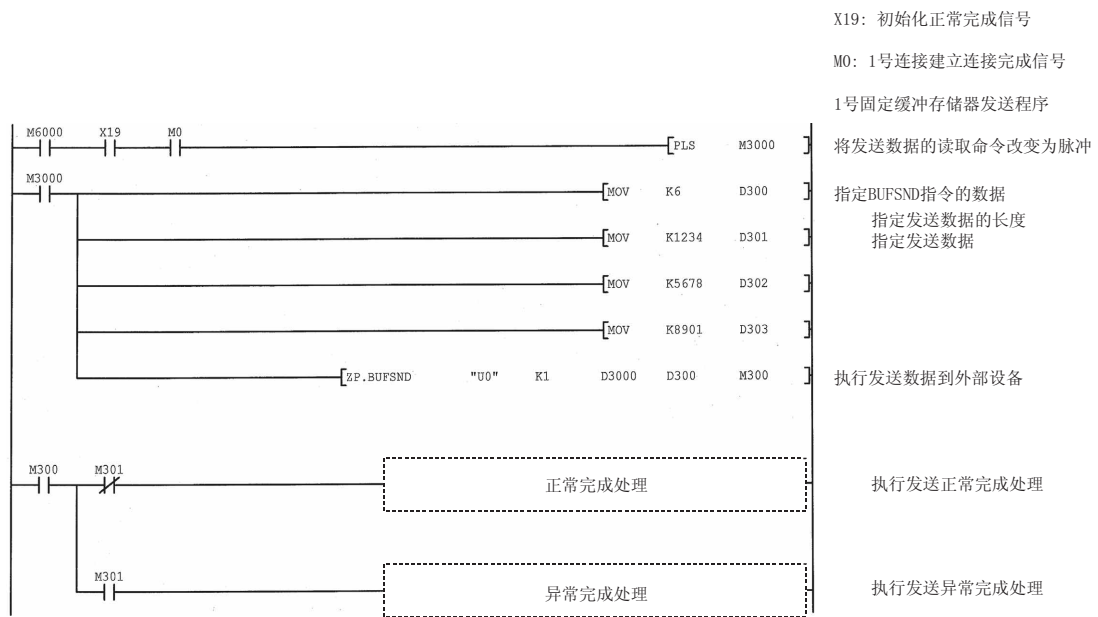 X19: 初始化正常完成信号
M0: 1号连接建立连接完成信号
1号固定缓冲存储器发送程序
M6000 X19 M0
PLS M3000 将发送数据的读取命令改变为脉冲
M3000
MOV K6 D300 指定BUFSND指令的数据
指定发送数据的长度
MOV K1234 D301 指定发送数据
MOV K5678 D302
MOV K8901 D303
ZP.BUFSND "U0" K1 D3000 D300 M300 执行发送数据到外部设备
M300 M301
正常完成处理 执行发送正常完成处理
M301
异常完成处理 执行发送异常完成处理